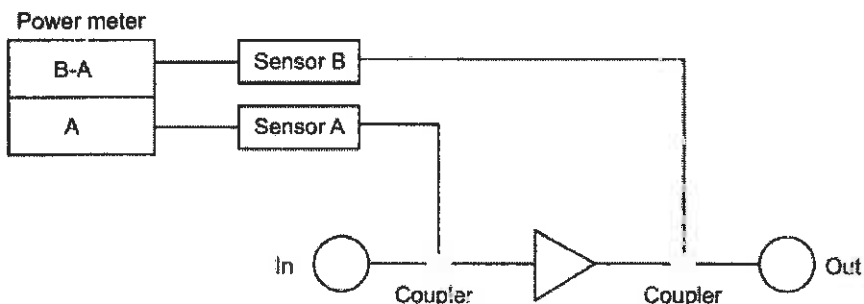 Power meter
B-A
Sensor B
A
Sensor A
In
Out
Coupler
Coupler